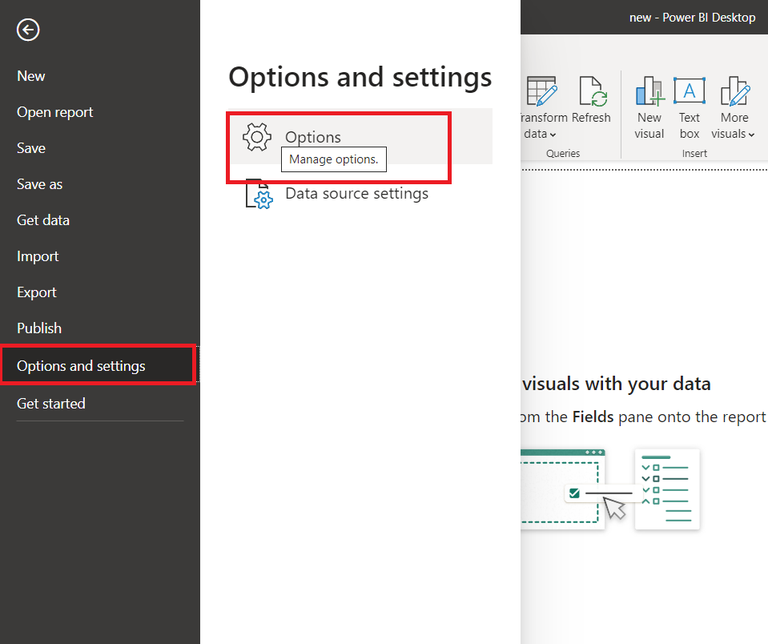 new - Power BI Desktop
New
Open report
Save
Save as
Get data
Import
Export
Publish
Options and settings
Get started
Options and settings
Options
Manage options.
Data source settings
ransform
data
Refresh
Queries
New
visual
Text
box
More
visuals
Insert
visuals with your data
om the Fields pane onto the report